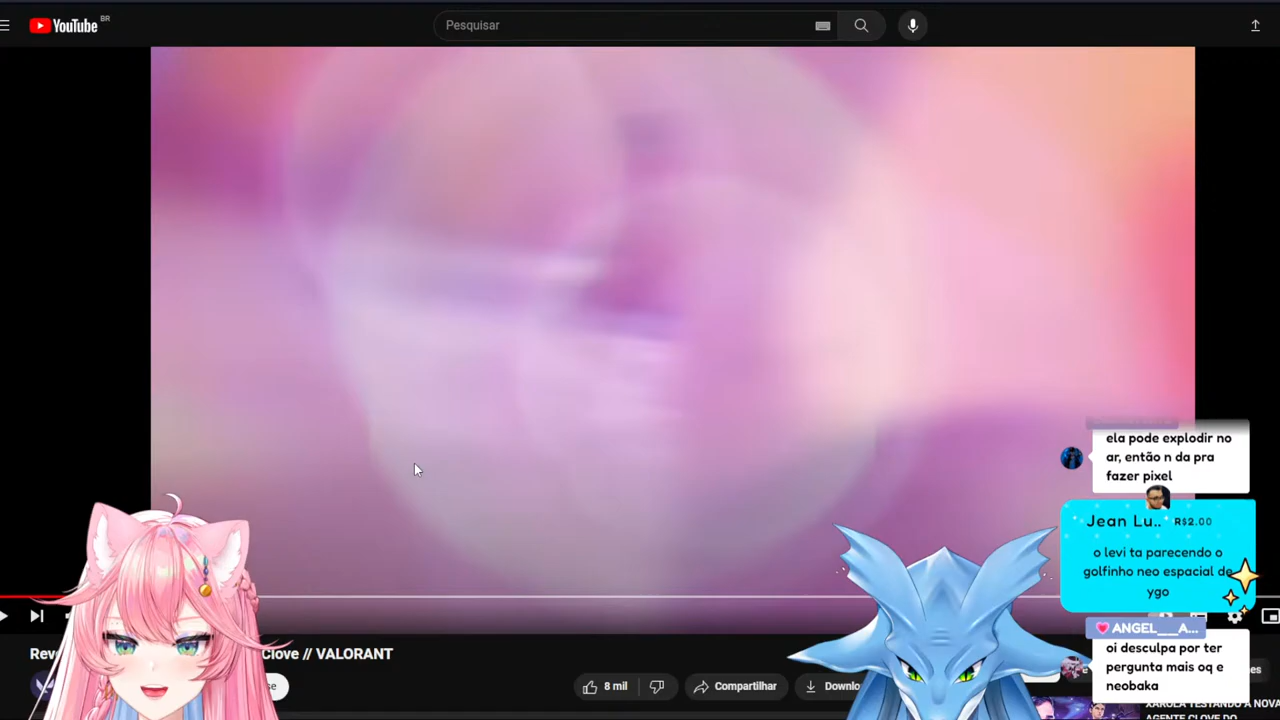 YouTube BR
Pesquisar
ela pode explodir no
ar, então n da pra
fazer pixel
Jean Lu.. R$2.00
o levi ta parecendo o
golfinho neo espacial de
ygo
ANGEL__A...
oi desculpa por ter
pergunta mais oq e
neobaka
Clove // VALORANT
8 mil
Compartilhar
XAROLA TESTANDO A NOVA
AGENTE CLOVE DO